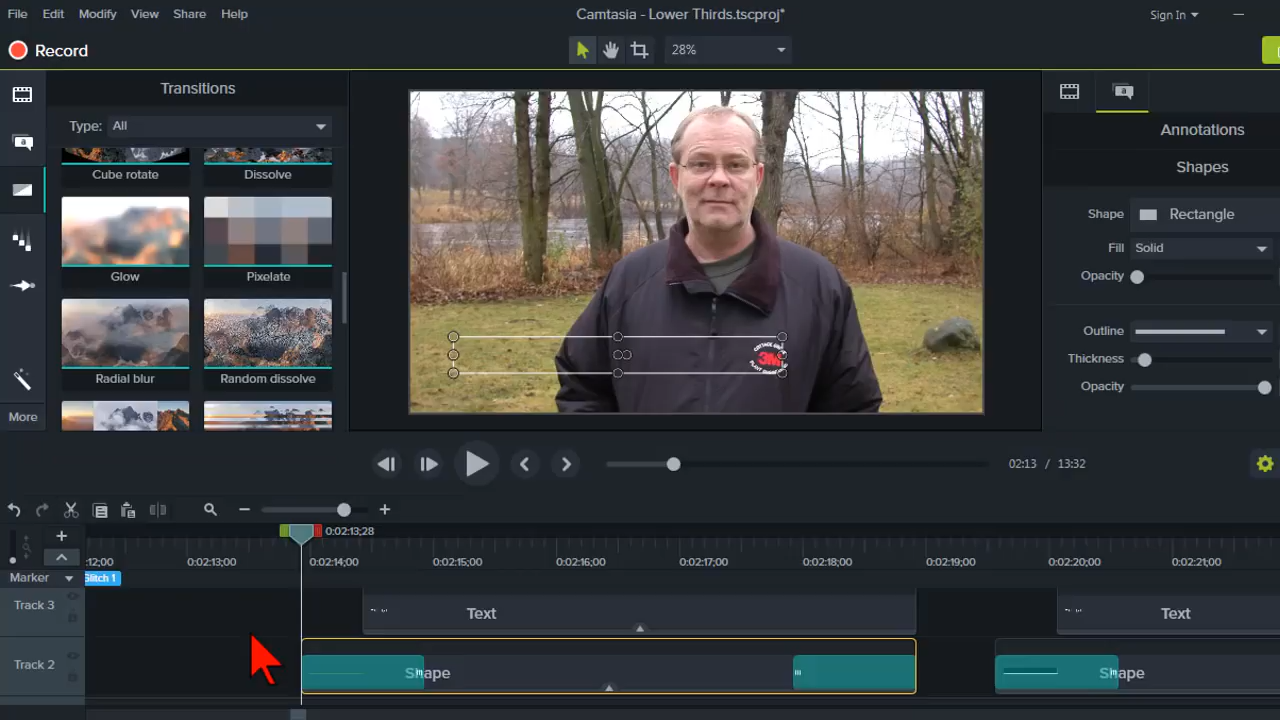 File Edit Modify View Share Help
Camtasia - Lower Thirds.tscproj*
Sign In
Record
28%
Transitions
Type: All
Cube rotate
Dissolve
Glow
Pixelate
Radial blur
Random dissolve
More
3M
Annotations
Shapes
Shape Rectangle
Fill Solid
Opacity
Outline
Thickness
Opacity
02:13 / 13:32
0:02:13;28
:12;00
0:02:13;00
0:02:14;00
0:02:15;00
0:02:16;00
0:02:17;00
0:02:18;00
0:02:19;00
0:02:20;00
0:02:21;00
Marker
Glitch 1
Track 3
Text
Text
Track 2
Shape
Shape